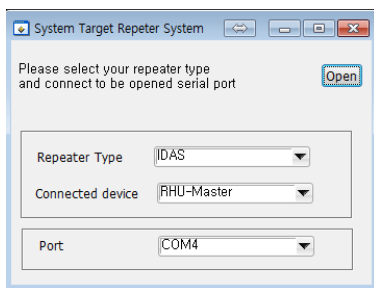 System Target Repeter System
Please select your repeater type
and connect to be opened serial port
Open
Repeater Type IDAS
Connected device RHU-Master
Port COM4